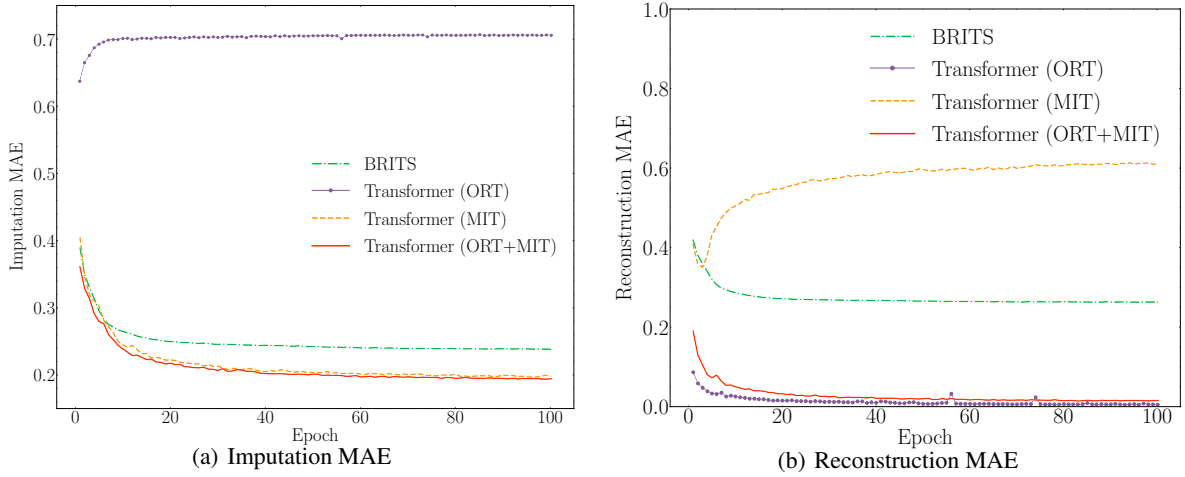 0.7
0.6
0.5
0.4
0.3
0.2
Imputation MAE
BRITS
Transformer (ORT)
Transformer (MIT)
Transformer (ORT+MIT)
0
20
40
60
80
100
Epoch
(a) Imputation MAE
1.0
0.8
0.6
0.4
0.2
0.0
Reconstruction MAE
BRITS
Transformer (ORT)
Transformer (MIT)
Transformer (ORT+MIT)
0
20
40
60
80
100
Epoch
(b) Reconstruction MAE